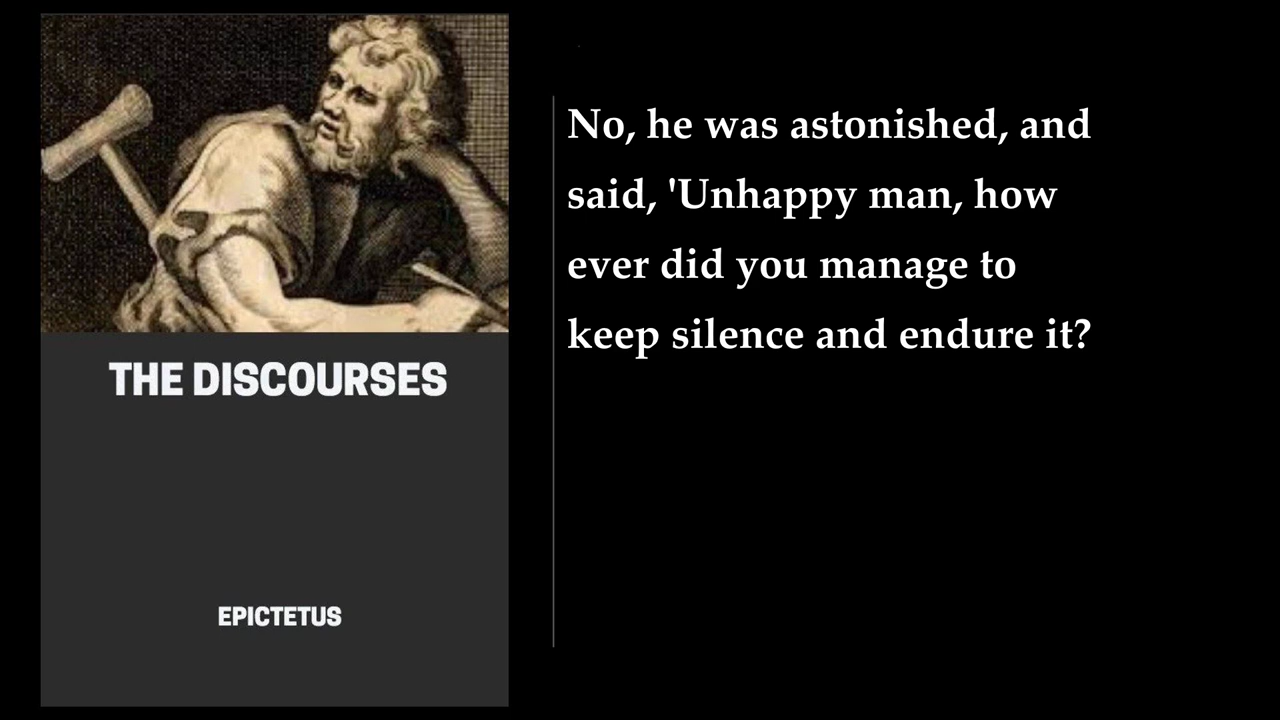 THE DISCOURSES
EPICTETUS
No, he was astonished, and
said, 'Unhappy man, how
ever did you manage to
keep silence and endure it?